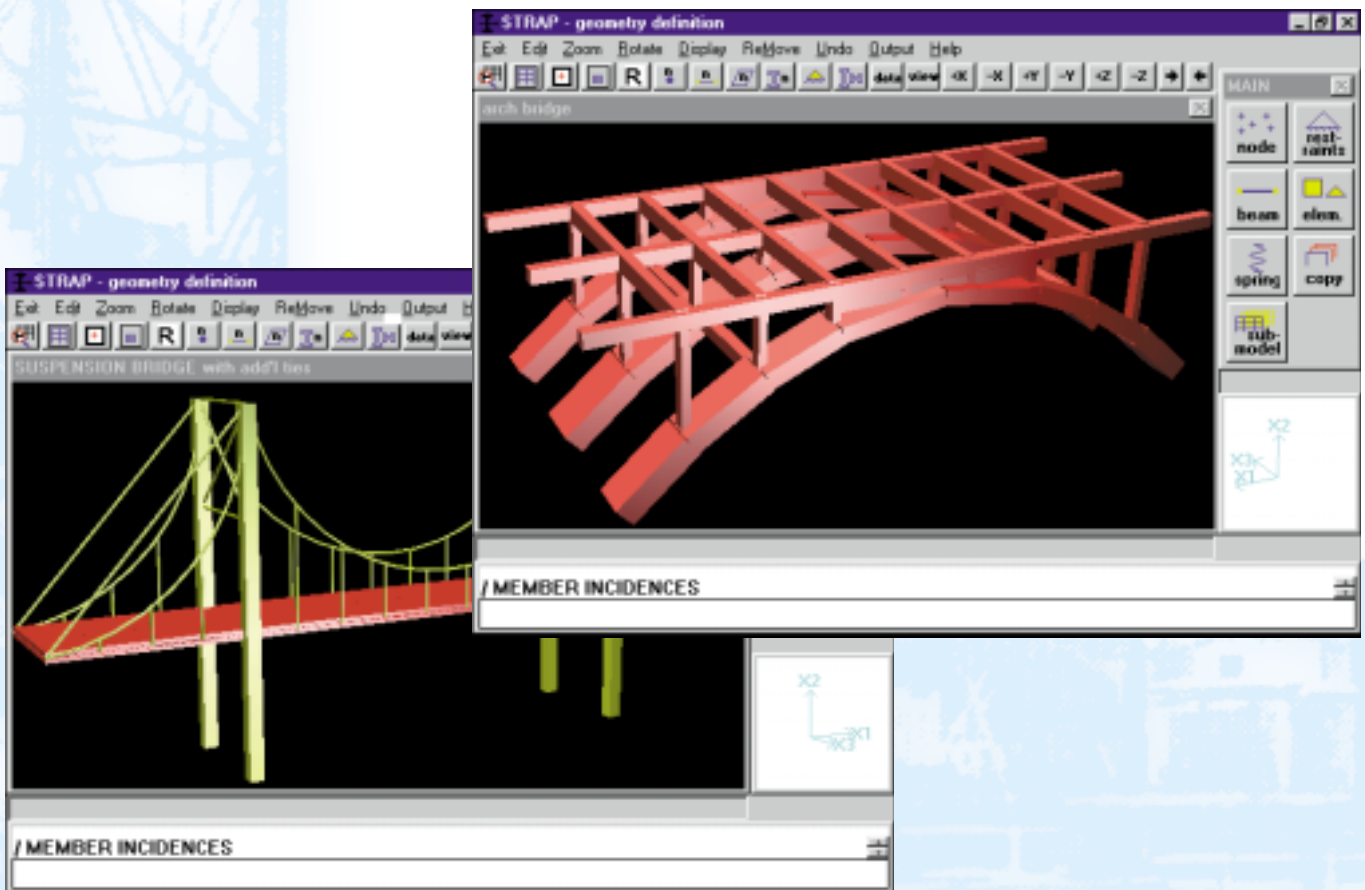 STRAP - geometry definition
Exit Edit Zoom Rotate Display ReMove Undo Output Help
R n n n data view +X -X +Y -Y +Z -Z
arch bridge
MAIN
node
rest-
raints
beam
elem.
spring
copy
sub-
model
X2
X3
X1
/ MEMBER INCIDENCES
STRAP - geometry definition
Exit Edit Zoom Rotate Display ReMove Undo Output H
R n n n data view
SUSPENSION BRIDGE with add'l ties
X2
X1
X3
/ MEMBER INCIDENCES